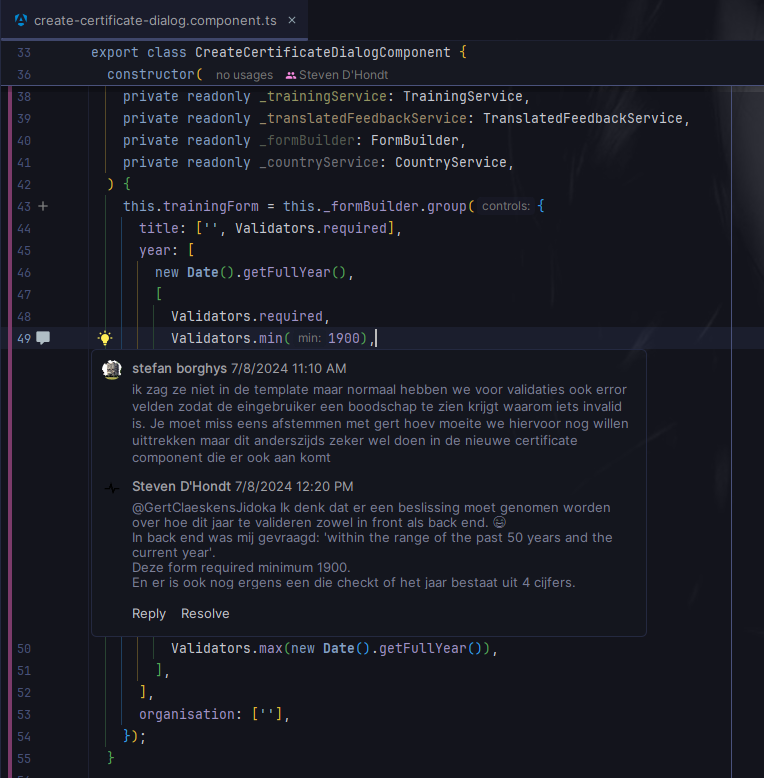 create-certificate-dialog.component.ts ×
33 export class CreateCertificateDialogComponent {
36 constructor( no usages Steven D'Hondt
38 private readonly _trainingService: TrainingService,
39 private readonly _translatedFeedbackService: TranslatedFeedbackService,
40 private readonly _formBuilder: FormBuilder,
41 private readonly _countryService: CountryService,
42 ) {
43 + this.trainingForm = this._formBuilder.group( controls: {
44 title: ['', Validators.required],
45 year: [
46 new Date().getFullYear(),
47 [
48 Validators.required,
49 Validators.min( min: 1900),
stefan borghys 7/8/2024 11:10 AM
ik zag ze niet in de template maar normaal hebben we voor validaties ook error
velden zodat de eingebruiker een boodschap te zien krijgt waarom iets invalid
is. Je moet miss eens afstemmen met gert hoev moeite we hiervoor nog willen
uittrekken maar dit anderszijds zeker wel doen in de nieuwe certificate
component die er ook aan komt
Steven D'Hondt 7/8/2024 12:20 PM
@GertClaeskensJidoka Ik denk dat er een beslissing moet genomen worden
over hoe dit jaar te valideren zowel in front als back end. 😅
In back end was mij gevraagd: 'within the range of the past 50 years and the
current year'.
Deze form required minimum 1900.
En er is ook nog ergens een die checkt of het jaar bestaat uit 4 cijfers.
Reply Resolve
50 Validators.max(new Date().getFullYear()),
51 ],
52 ],
53 organisation: [''],
54 });
55 }